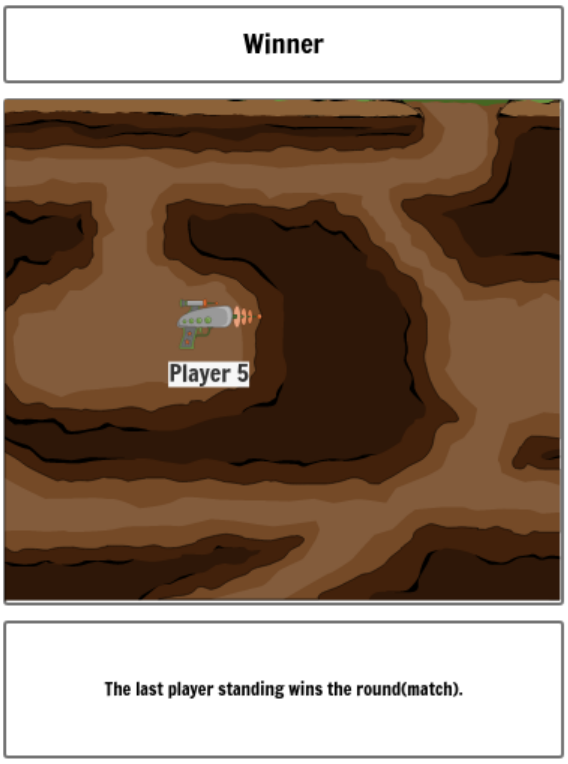 Winner
Player 5
The last player standing wins the round(match).